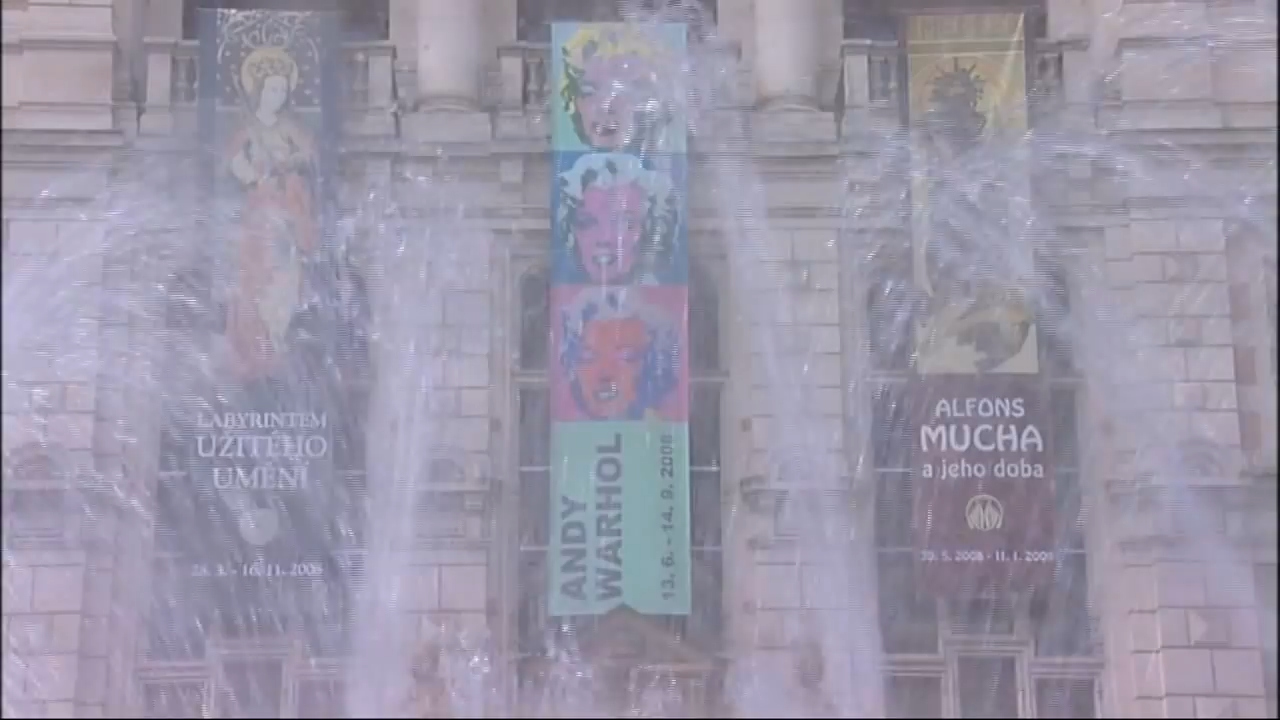 LABYRINTEM
UŽITÉHO
UMĚNÍ
28. 3. - 16. 11. 2008
ANDY
WARHOL
13. 6. - 14. 9. 2008
ALFONS
MUCHA
a jeho doba
30. 5. 2008 - 11. 1. 2009